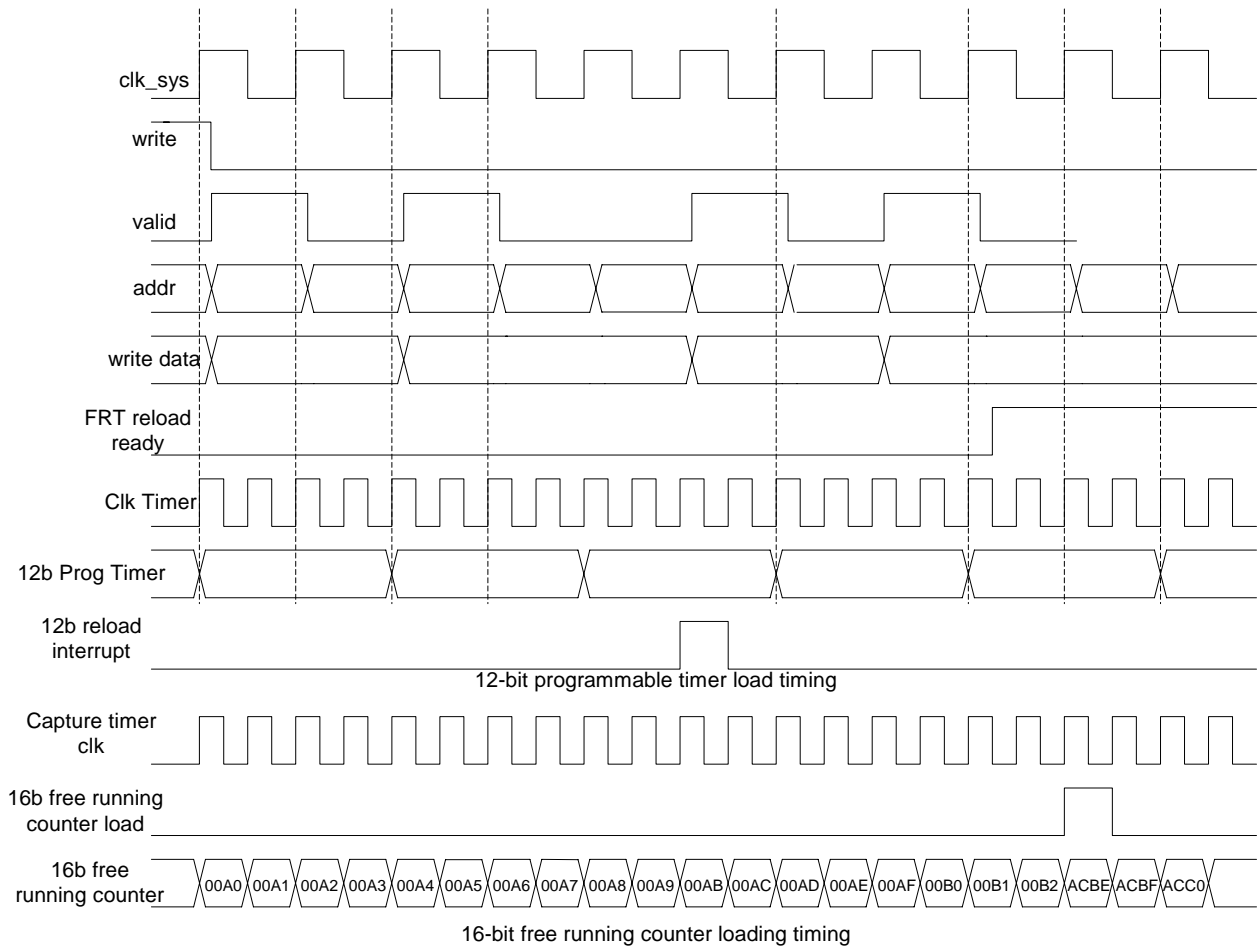 clk_sys
write
valid
addr
write data
FRT reload
ready
Clk Timer
12b Prog Timer
12b reload
interrupt
12-bit programmable timer load timing
Capture timer
clk
16b free running
counter load
16b free
running counter
00A0 00A1 00A2 00A3 00A4 00A5 00A6 00A7 00A8 00A9 00AB 00AC 00AD 00AE 00AF 00B0 00B1 00B2 ACBE ACBF ACC0
16-bit free running counter loading timing